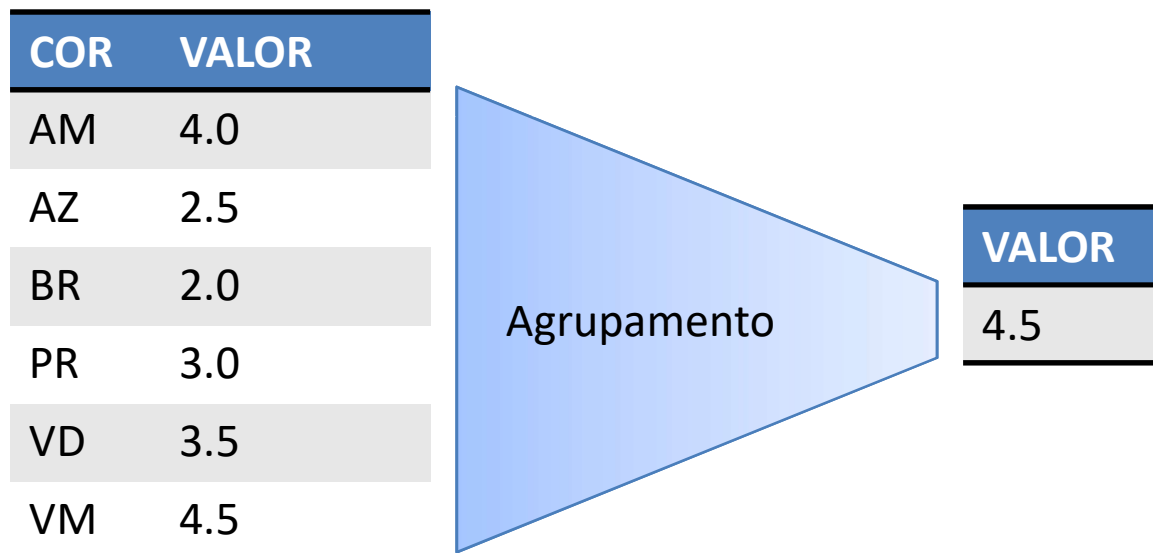 COR VALOR
AM 4.0
AZ 2.5
BR 2.0
PR 3.0
VD 3.5
VM 4.5
Agrupamento
VALOR
4.5